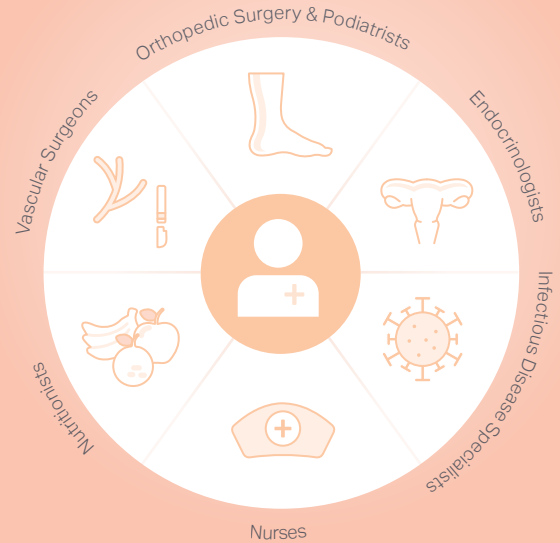 Orthopedic Surgery & Podiatrists
Endocrinologists
Infectious Disease Specialists
Nurses
Nutritionists
Vascular Surgeons